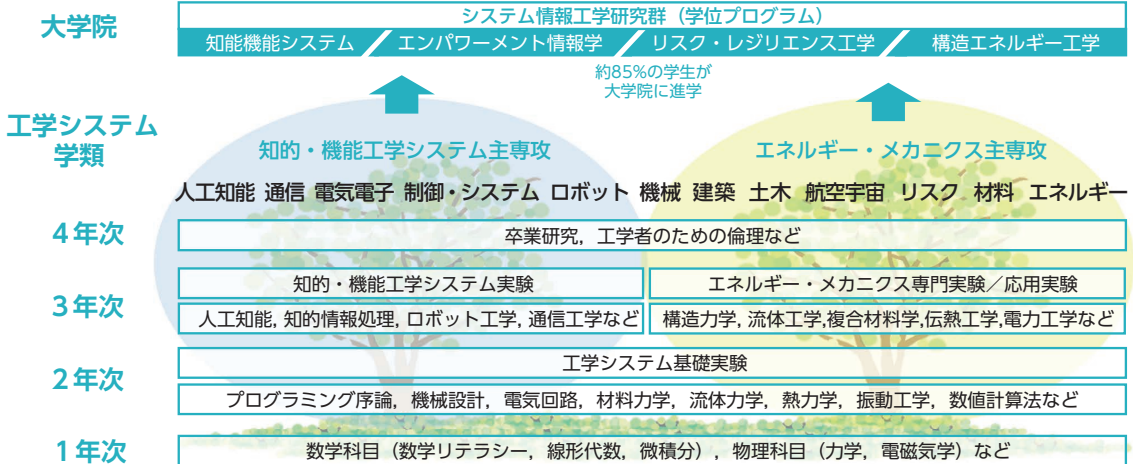 大学院
システム情報工学研究群（学位プログラム）
知能機能システム
エンパワーメント情報学
リスク・レジリエンス工学
構造エネルギー工学
約85%の学生が
大学院に進学
工学システム
学類
知的・機能工学システム主専攻
エネルギー・メカニクス主専攻
人工知能 通信 電気電子 制御・システム ロボット 機械 建築 土木 航空宇宙 リスク 材料 エネルギー
4年次
卒業研究，工学者のための倫理など
3年次
知的・機能工学システム実験
エネルギー・メカニクス専門実験／応用実験
人工知能, 知的情報処理, ロボット工学, 通信工学など
構造力学, 流体工学,複合材料学,伝熱工学,電力工学など
2年次
工学システム基礎実験
プログラミング序論，機械設計，電気回路，材料力学，流体力学，熱力学，振動工学，数値計算法など
1年次
数学科目（数学リテラシー，線形代数，微積分），物理科目（力学，電磁気学）など